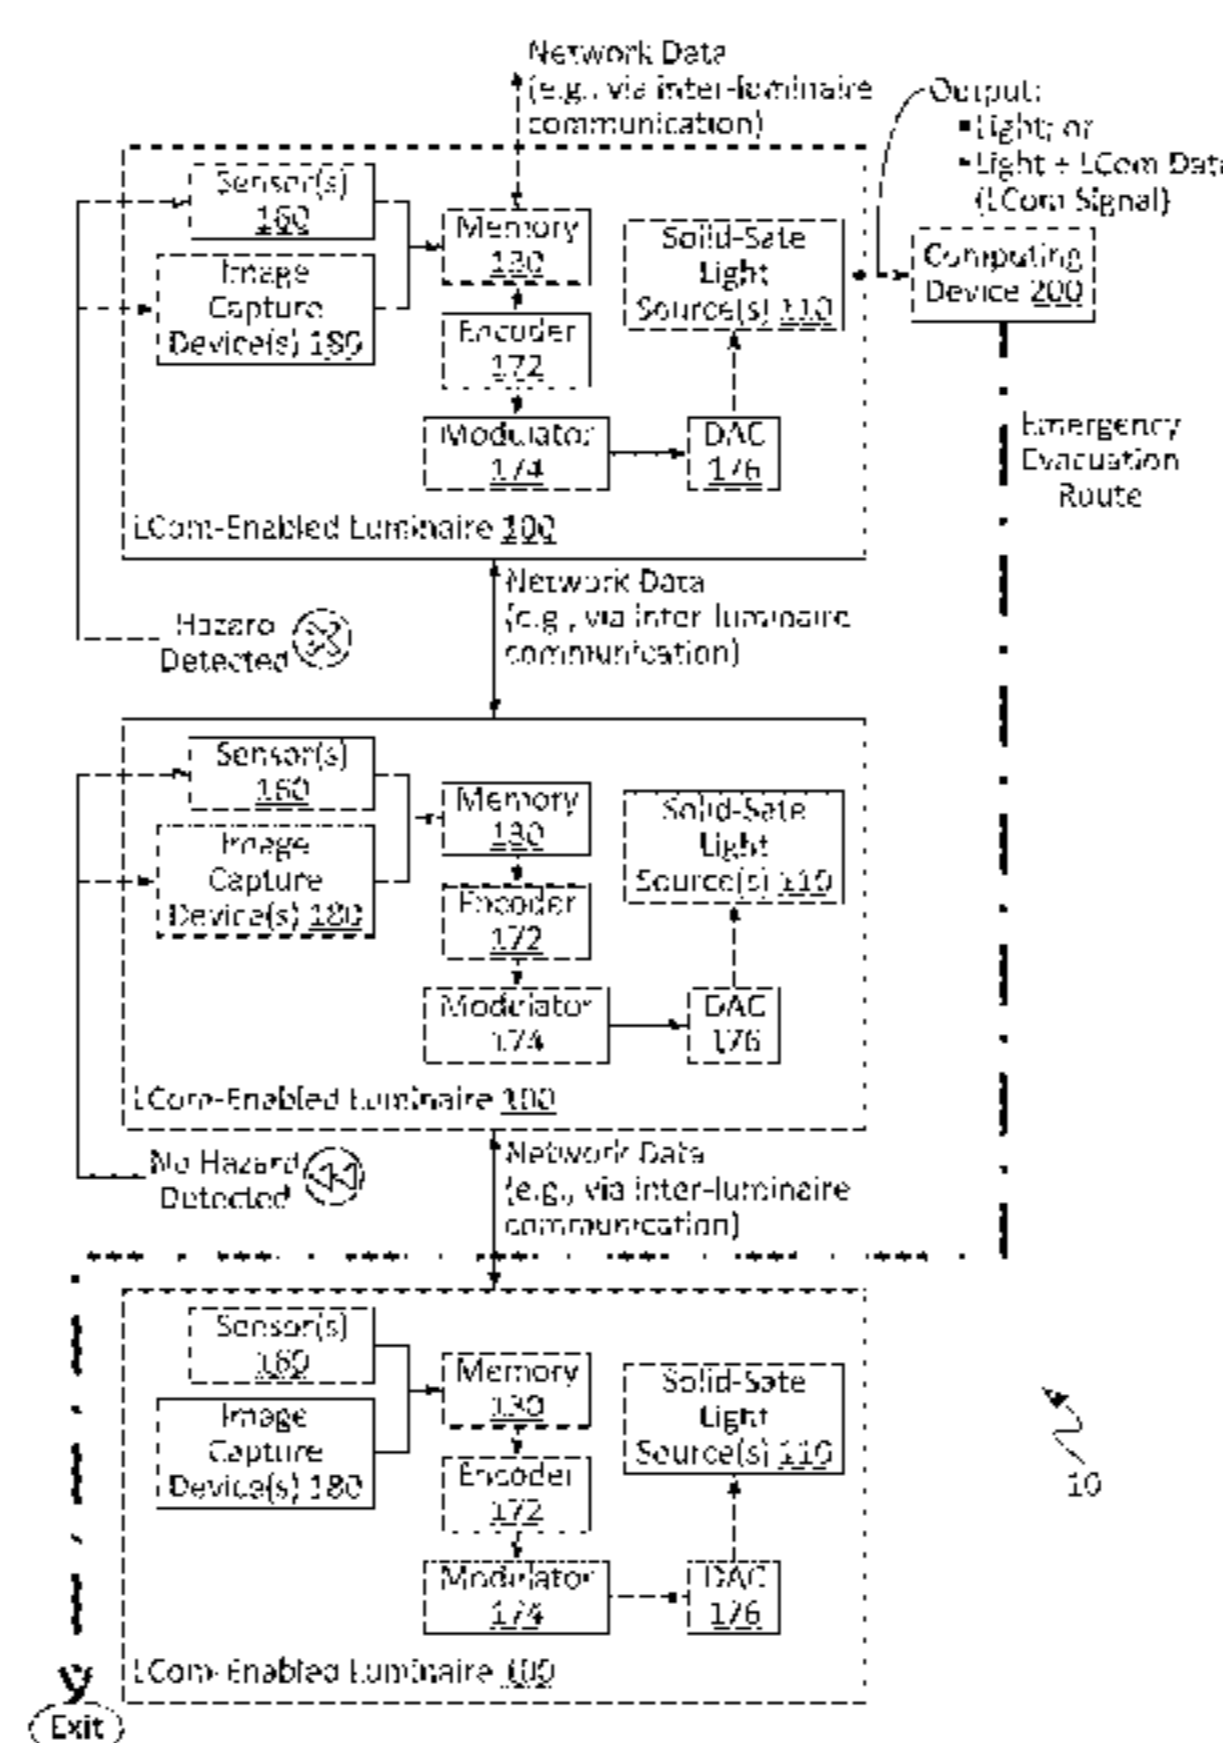 Network Data
(e.g., via inter-luminaire
communication)
Output:
▪Light; or
▪Light + LCom Data
(LCom Signal)
Sensor(s)
160
Image
Capture
Device(s) 180
Memory
130
Encoder
172
Modulator
174
Solid-Sate
Light
Source(s) 110
DAC
176
Computing
Device 200
LCom-Enabled Luminaire 100
Emergency
Evacuation
Route
Hazard
Detected
Network Data
(e.g., via inter-luminaire
communication)
Sensor(s)
160
Image
Capture
Device(s) 180
Memory
130
Encoder
172
Modulator
174
Solid-Sate
Light
Source(s) 110
DAC
176
LCom-Enabled Luminaire 100
No Hazard
Detected
Network Data
(e.g., via inter-luminaire
communication)
Sensor(s)
160
Image
Capture
Device(s) 180
Memory
130
Encoder
172
Modulator
174
Solid-Sate
Light
Source(s) 110
DAC
176
LCom-Enabled Luminaire 100
10
Exit